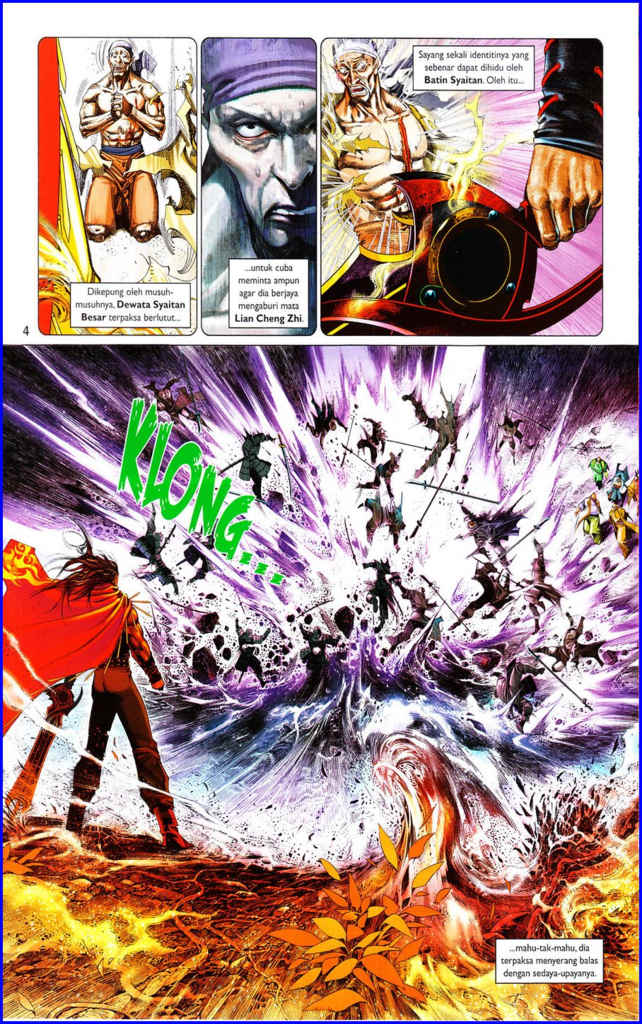 Dikepung oleh musuh-
musuhnya, Dewata Syaitan
Besar terpaksa berlutut...
...untuk cuba
meminta ampun
agar dia berjaya
mengaburi mata
Lian Cheng Zhi.
Sayang sekali identitinya yang
sebenar dapat dihidu oleh
Batin Syaitan. Oleh itu...
4
KLONG....
...mahu-tak-mahu, dia
terpaksa menyerang balas
dengan sedaya-upayanya.